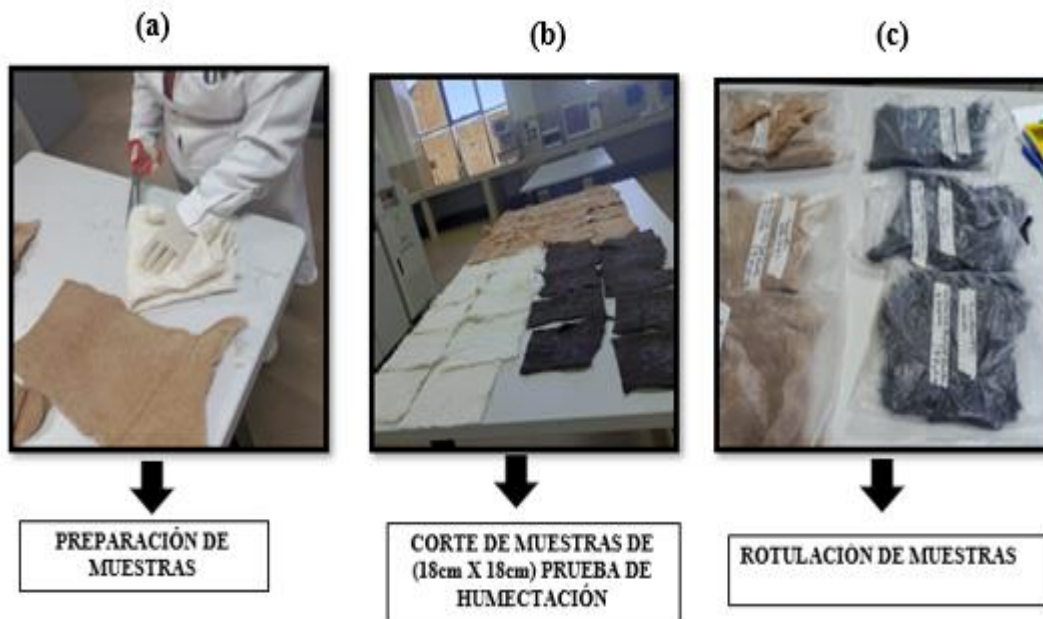 (a)
(b)
(c)
PREPARACIÓN DE
MUESTRAS
CORTE DE MUESTRAS DE
(18cm X 18cm) PRUEBA DE
HUMECTACIÓN
ROTULACIÓN DE MUESTRAS